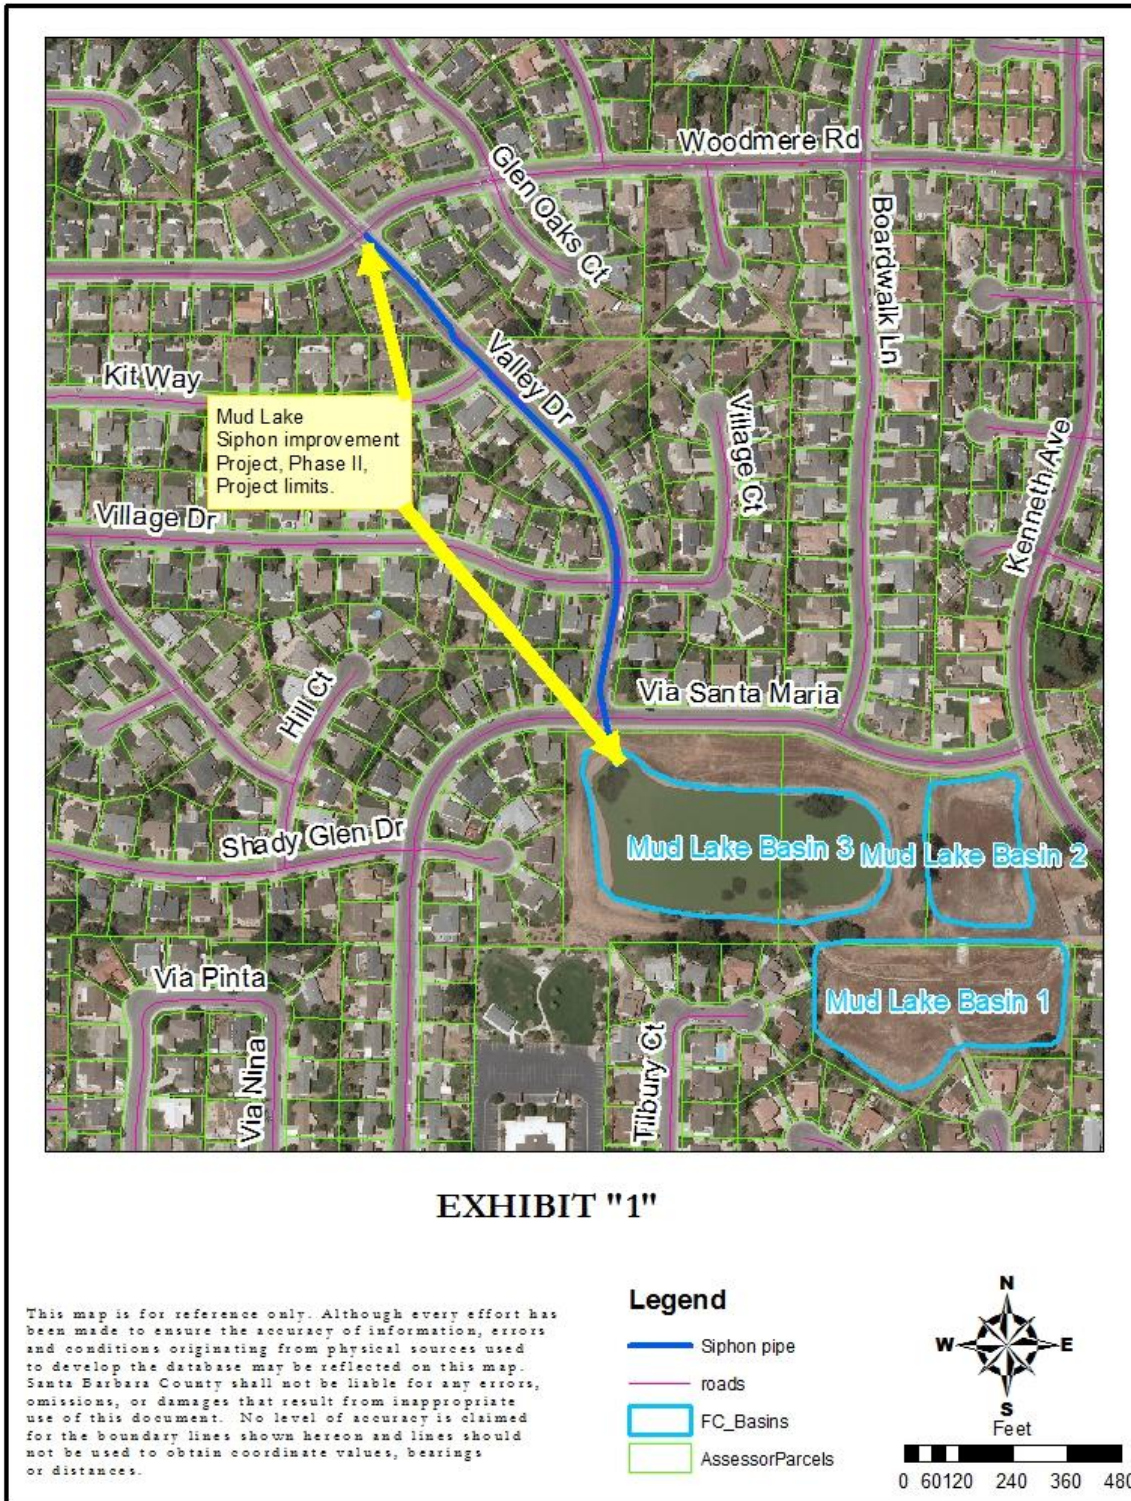 Woodmere Rd
Glen Oaks Ct
Boardwalk Ln
Valley Dr
Kit Way
Mud Lake
Siphon improvement
Project, Phase II,
Project limits.
Village Ct
Kenneth Ave
Village Dr
Via Santa Maria
Hill Ct
Shady Glen Dr
Mud Lake Basin 3
Mud Lake Basin 2
Via Pinta
Mud Lake Basin 1
Via Nina
Tilbury Ct
EXHIBIT "1"
This map is for reference only. Although every effort has
been made to ensure the accuracy of information, errors
and conditions originating from physical sources used
to develop the database may be reflected on this map.
Santa Barbara County shall not be liable for any errors,
omissions, or damages that result from inappropriate
use of this document. No level of accuracy is claimed
for the boundary lines shown hereon and lines should
not be used to obtain coordinate values, bearings
or distances.
Legend
Siphon pipe
roads
FC_Basins
AssessorParcels
N
W E
S
Feet
0 60 120 240 360 480